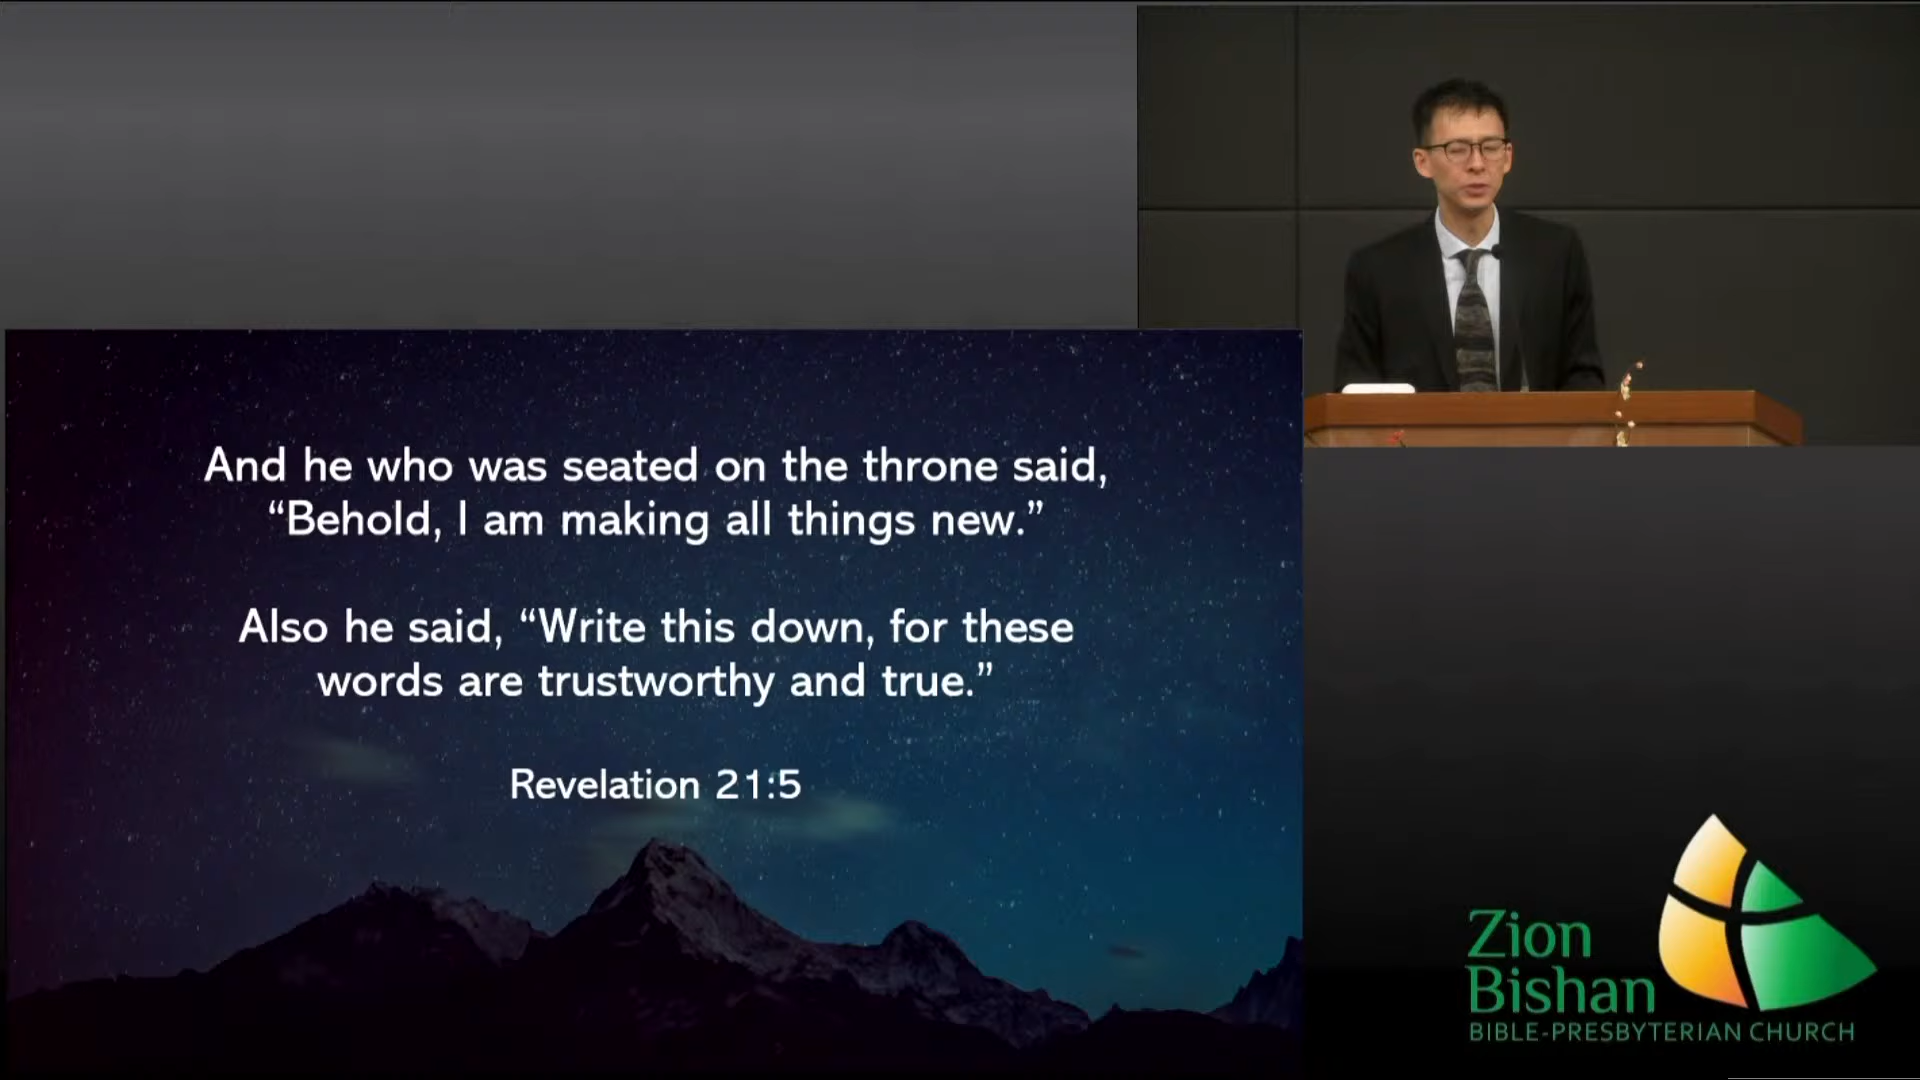 And he who was seated on the throne said,
“Behold, I am making all things new.”
Also he said, “Write this down, for these
words are trustworthy and true.”
Revelation 21:5
Zion
Bishan
BIBLE-PRESBYTERIAN CHURCH